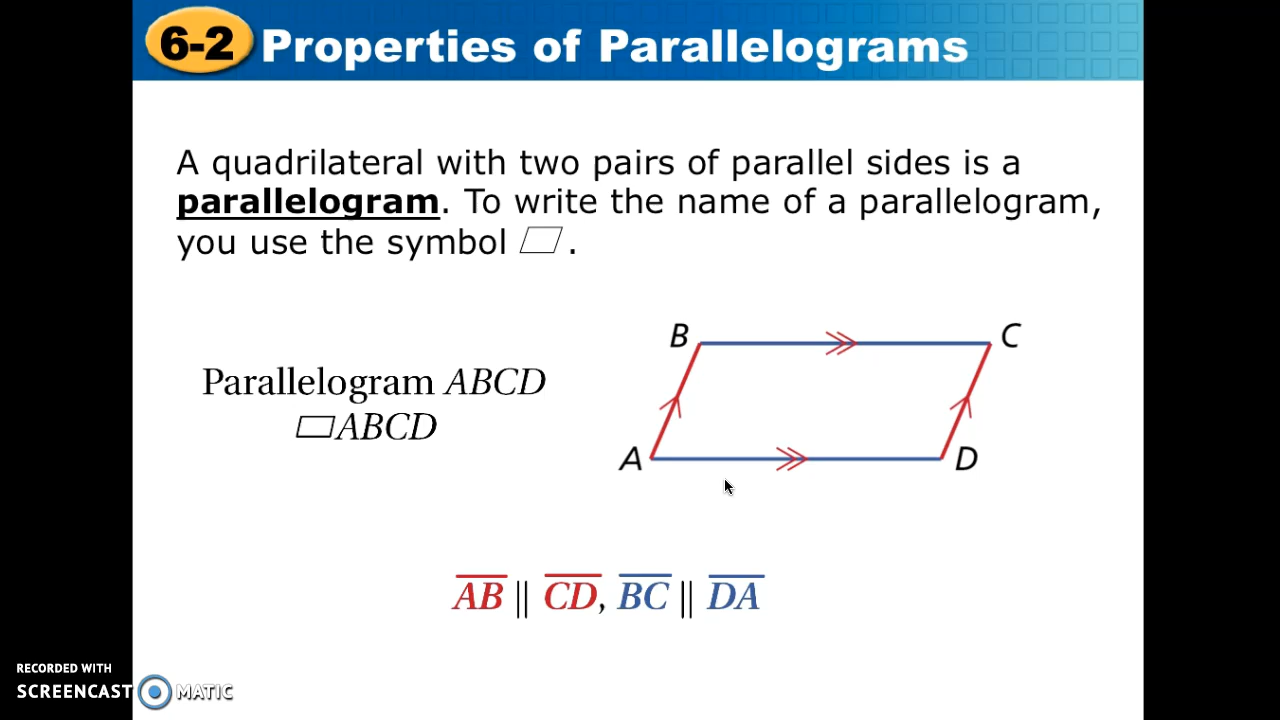 6-2 Properties of Parallelograms
A quadrilateral with two pairs of parallel sides is a
parallelogram. To write the name of a parallelogram,
you use the symbol ▱.
B C
Parallelogram ABCD
▱ABCD
A D
AB || CD, BC || DA
RECORDED WITH
SCREENCAST MATIC